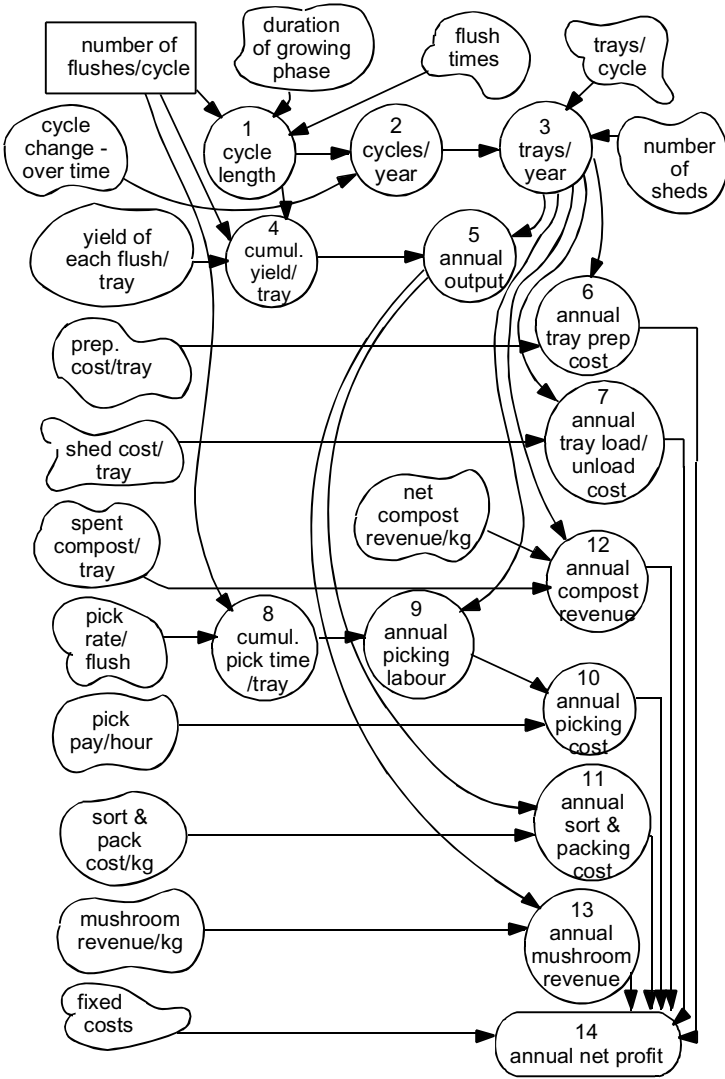 number of
flushes/cycle
duration
of growing
phase
flush
times
trays/
cycle
cycle
change -
over time
1
cycle
length
2
cycles/
year
3
trays/
year
number
of
sheds
yield of
each flush/
tray
4
cumul.
yield/
tray
5
annual
output
6
annual
tray prep
cost
prep.
cost/tray
7
annual
tray load/
unload
cost
shed cost/
tray
net
compost
revenue/kg
spent
compost/
tray
12
annual
compost
revenue
pick
rate/
flush
8
cumul.
pick time
/tray
9
annual
picking
labour
10
annual
picking
cost
pick
pay/hour
11
annual
sort &
packing
cost
sort &
pack
cost/kg
13
annual
mushroom
revenue
mushroom
revenue/kg
fixed
costs
14
annual net profit